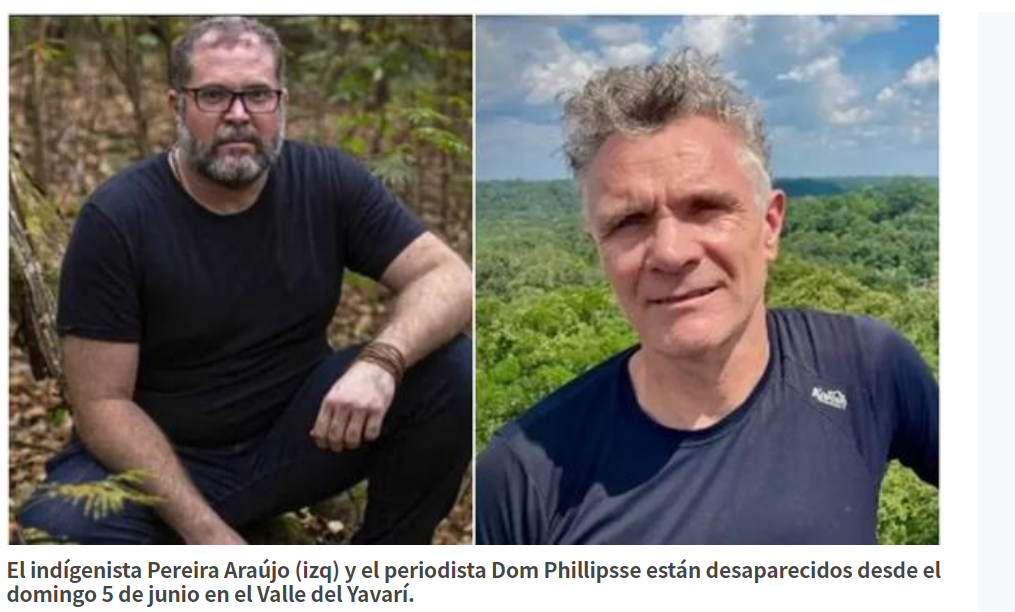 El indígenista Pereira Araújo (izq) y el periodista Dom Phillipsse están desaparecidos desde el
domingo 5 de junio en el Valle del Yavarí.